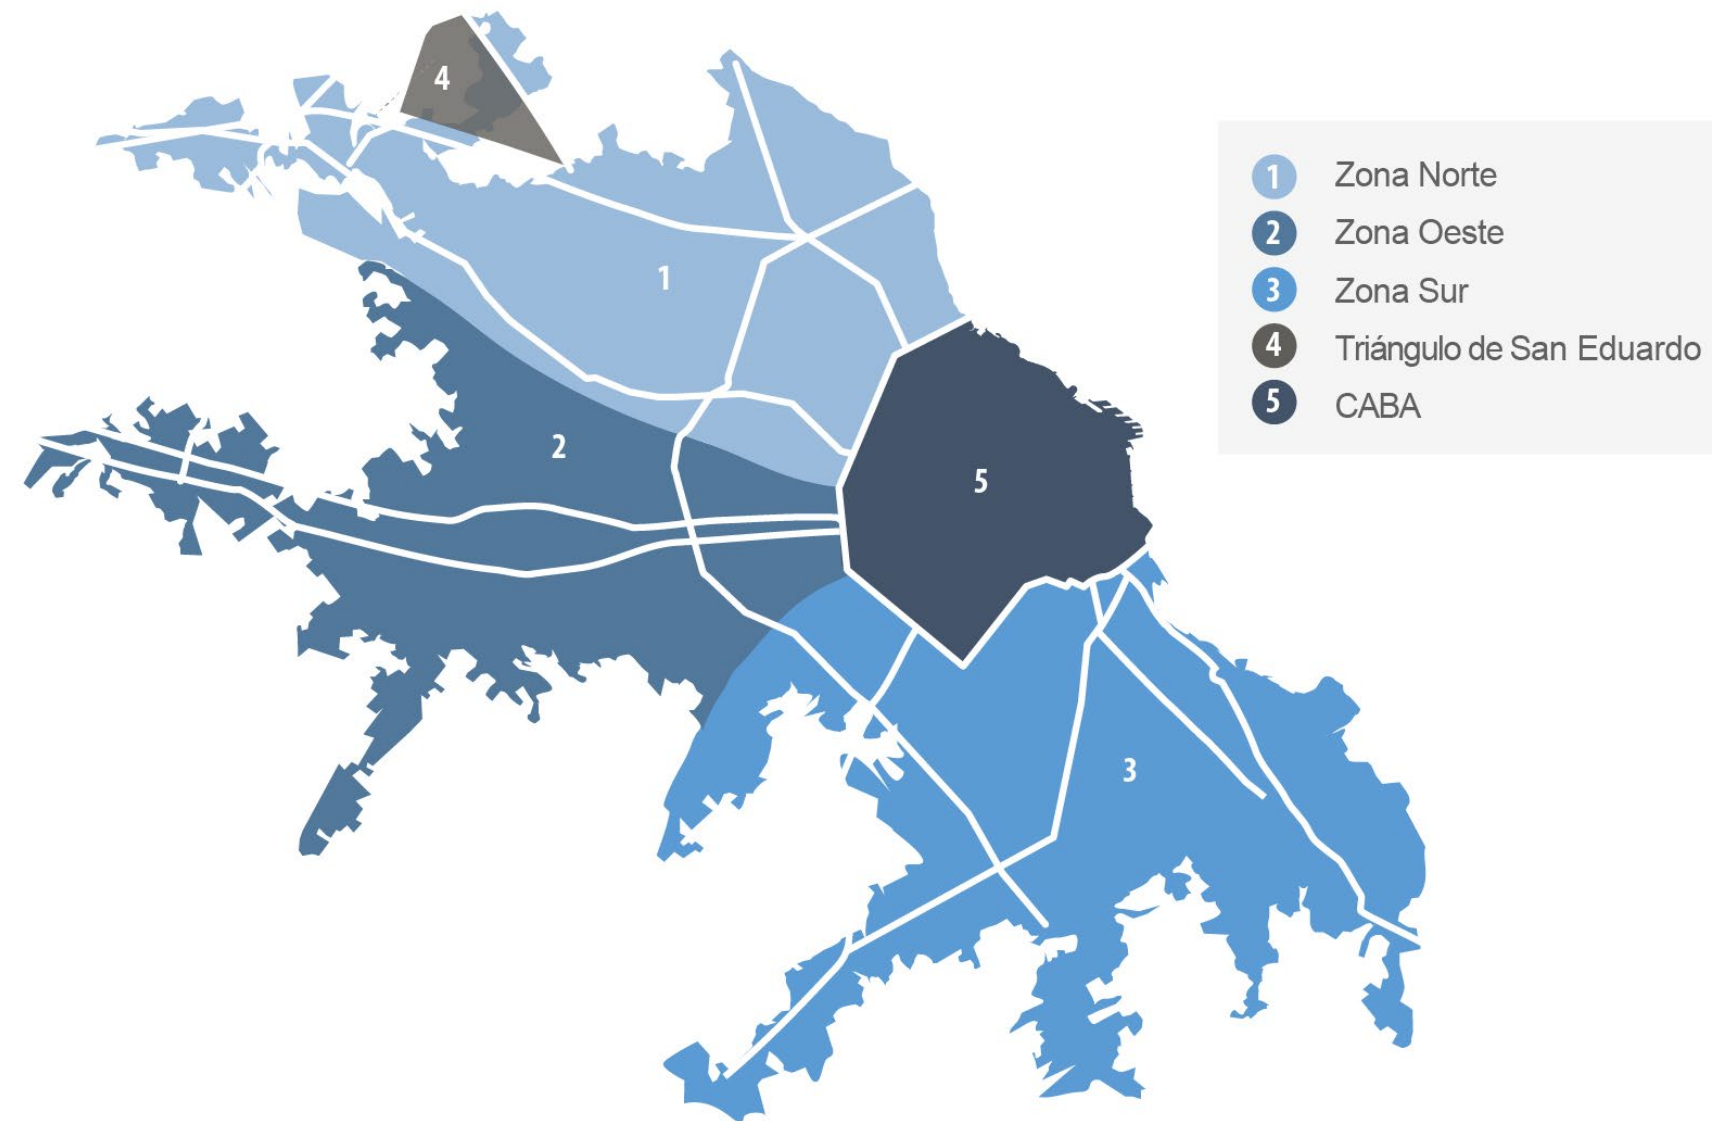 4
1
2
5
3
1 Zona Norte
2 Zona Oeste
3 Zona Sur
4 Triángulo de San Eduardo
5 CABA